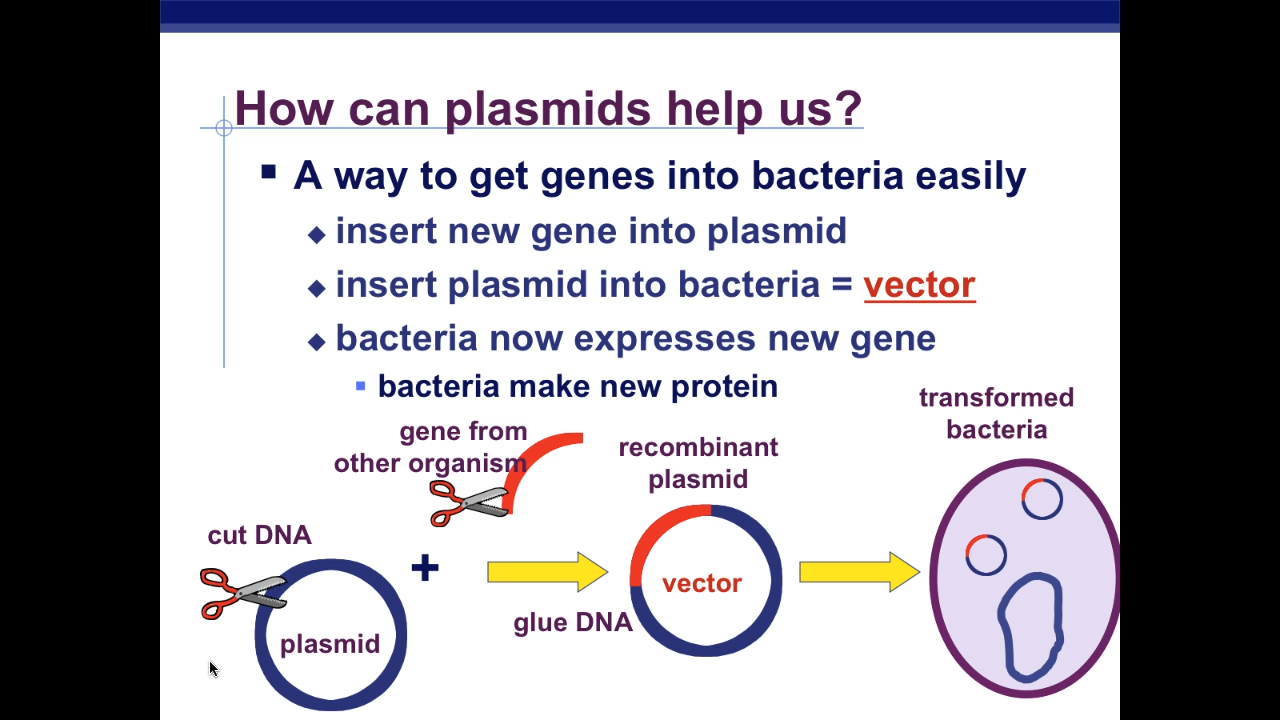 How can plasmids help us?
A way to get genes into bacteria easily
insert new gene into plasmid
insert plasmid into bacteria = vector
bacteria now expresses new gene
bacteria make new protein
transformed
bacteria
gene from
other organism
recombinant
plasmid
cut DNA
+
vector
glue DNA
plasmid